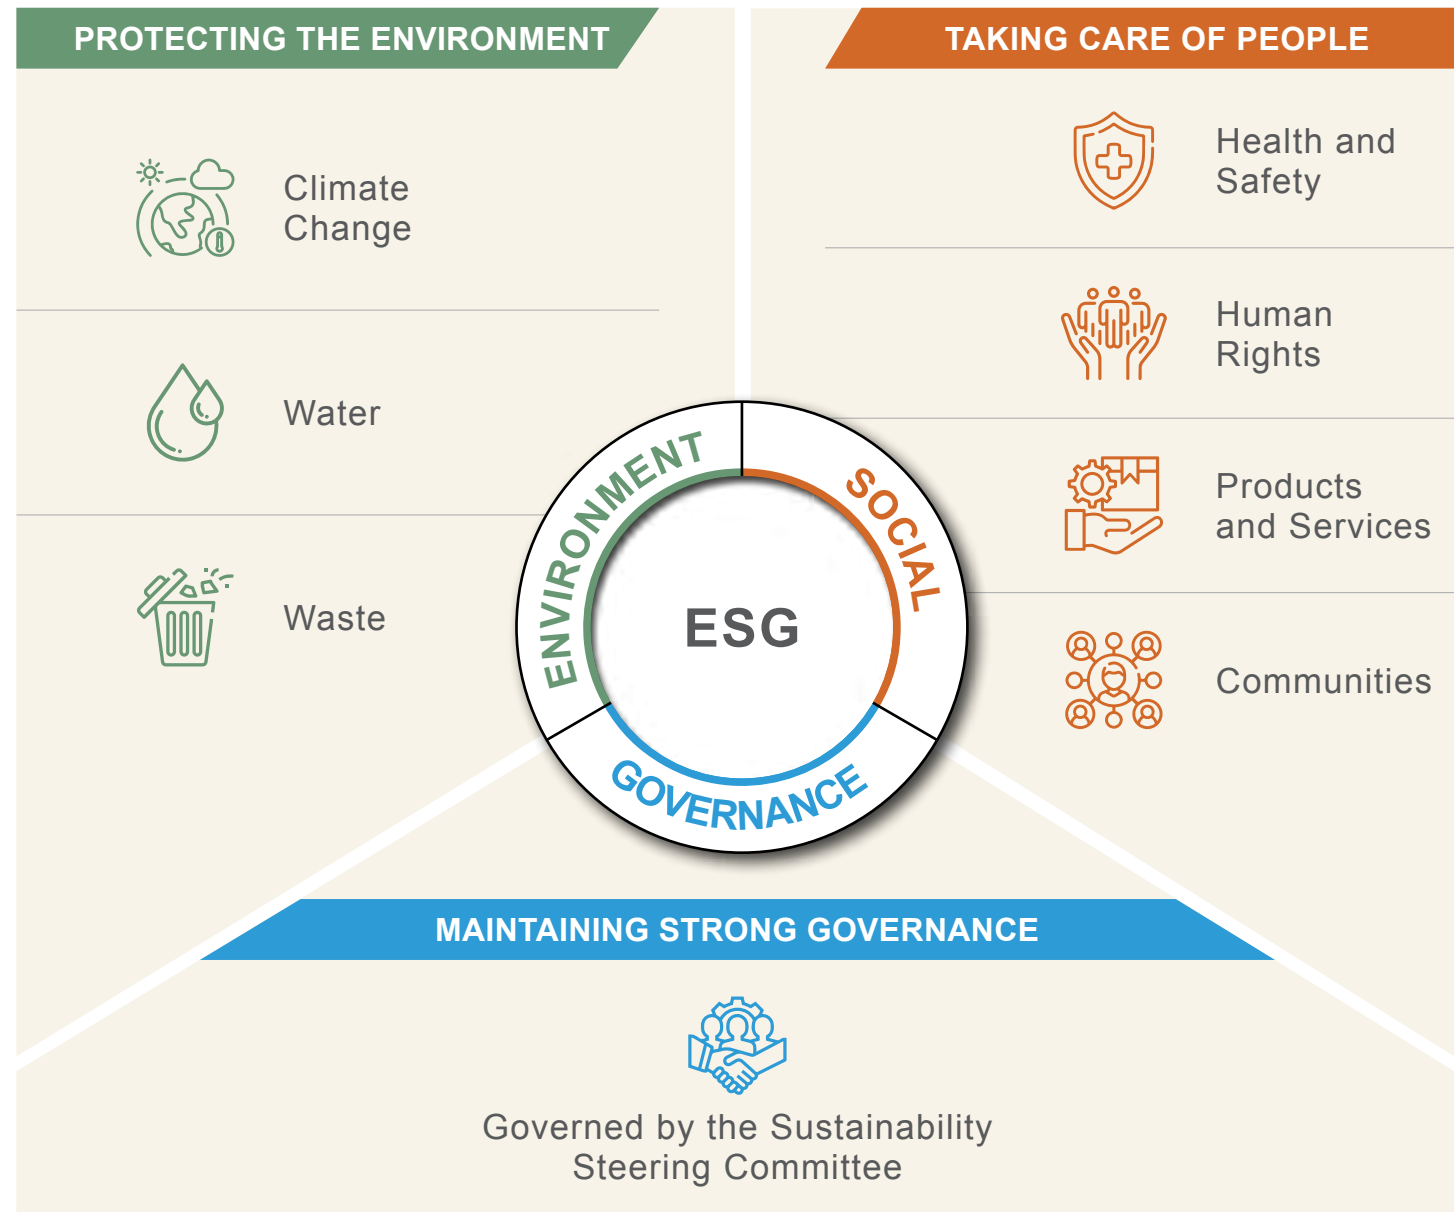 PROTECTING THE ENVIRONMENT
Climate
Change
Water
Waste
TAKING CARE OF PEOPLE
Health and
Safety
Human
Rights
Products
and Services
Communities
ENVIRONMENT
SOCIAL
ESG
GOVERNANCE
MAINTAINING STRONG GOVERNANCE
Governed by the Sustainability
Steering Committee